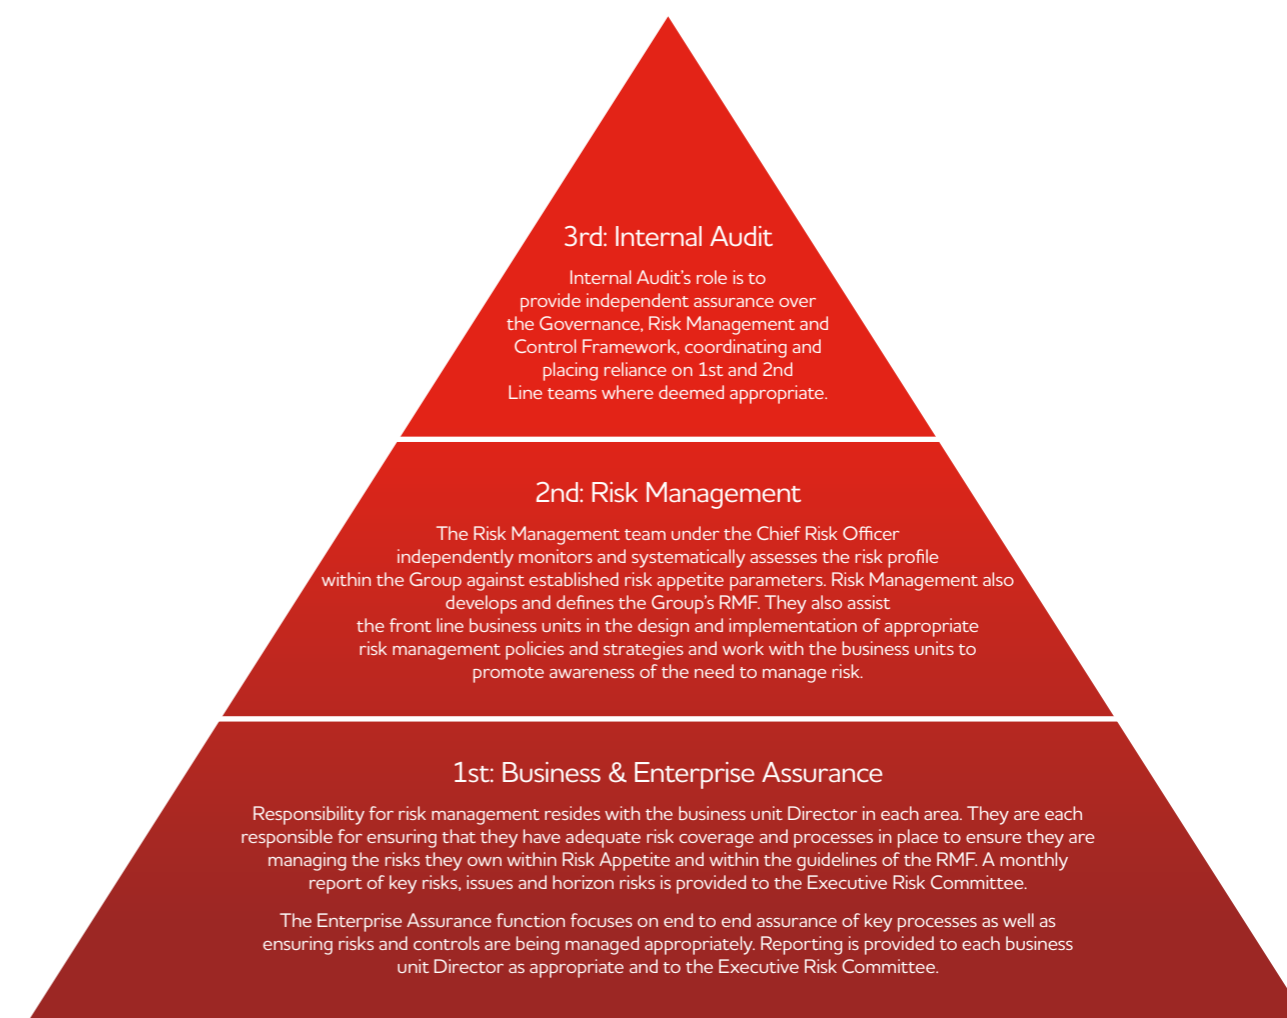 3rd: Internal Audit
Internal Audit's role is to
provide independent assurance over
the Governance, Risk Management and
Control Framework, coordinating and
placing reliance on 1st and 2nd
Line teams where deemed appropriate.
2nd: Risk Management
The Risk Management team under the Chief Risk Officer
independently monitors and systematically assesses the risk profile
within the Group against established risk appetite parameters. Risk Management also
develops and defines the Group's RMF. They also assist
the front line business units in the design and implementation of appropriate
risk management policies and strategies and work with the business units to
promote awareness of the need to manage risk.
1st: Business & Enterprise Assurance
Responsibility for risk management resides with the business unit Director in each area. They are each
responsible for ensuring that they have adequate risk coverage and processes in place to ensure they are
managing the risks they own within Risk Appetite and within the guidelines of the RMF. A monthly
report of key risks, issues and horizon risks is provided to the Executive Risk Committee.
The Enterprise Assurance function focuses on end to end assurance of key processes as well as
ensuring risks and controls are being managed appropriately. Reporting is provided to each business
unit Director as appropriate and to the Executive Risk Committee.